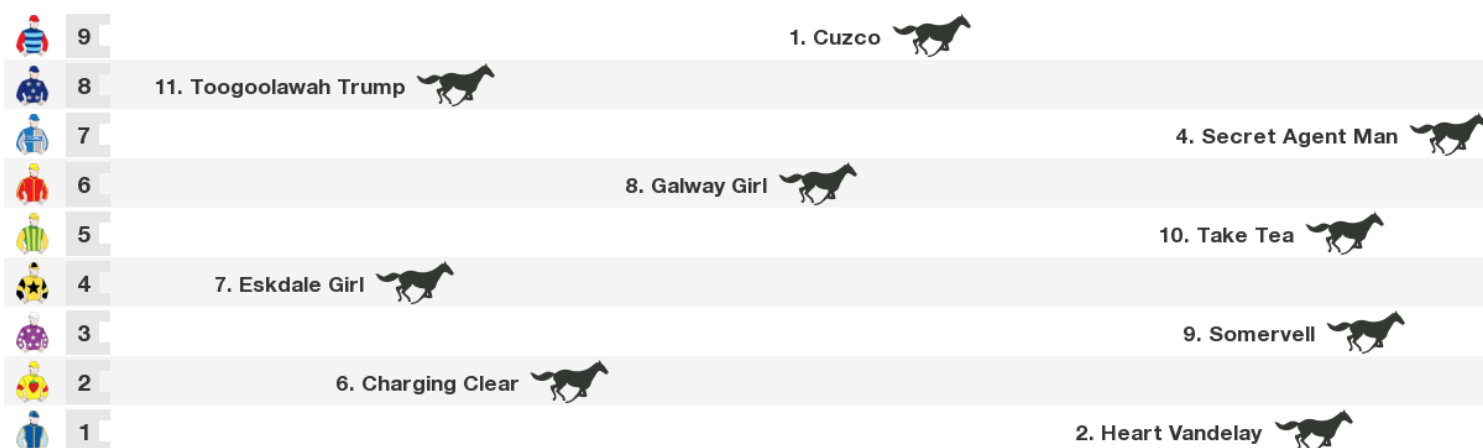 9 1. Cuzco
8 11. Toogoolawah Trump
7 4. Secret Agent Man
6 8. Galway Girl
5 10. Take Tea
4 7. Eskdale Girl
3 9. Somervell
2 6. Charging Clear
1 2. Heart Vandelay